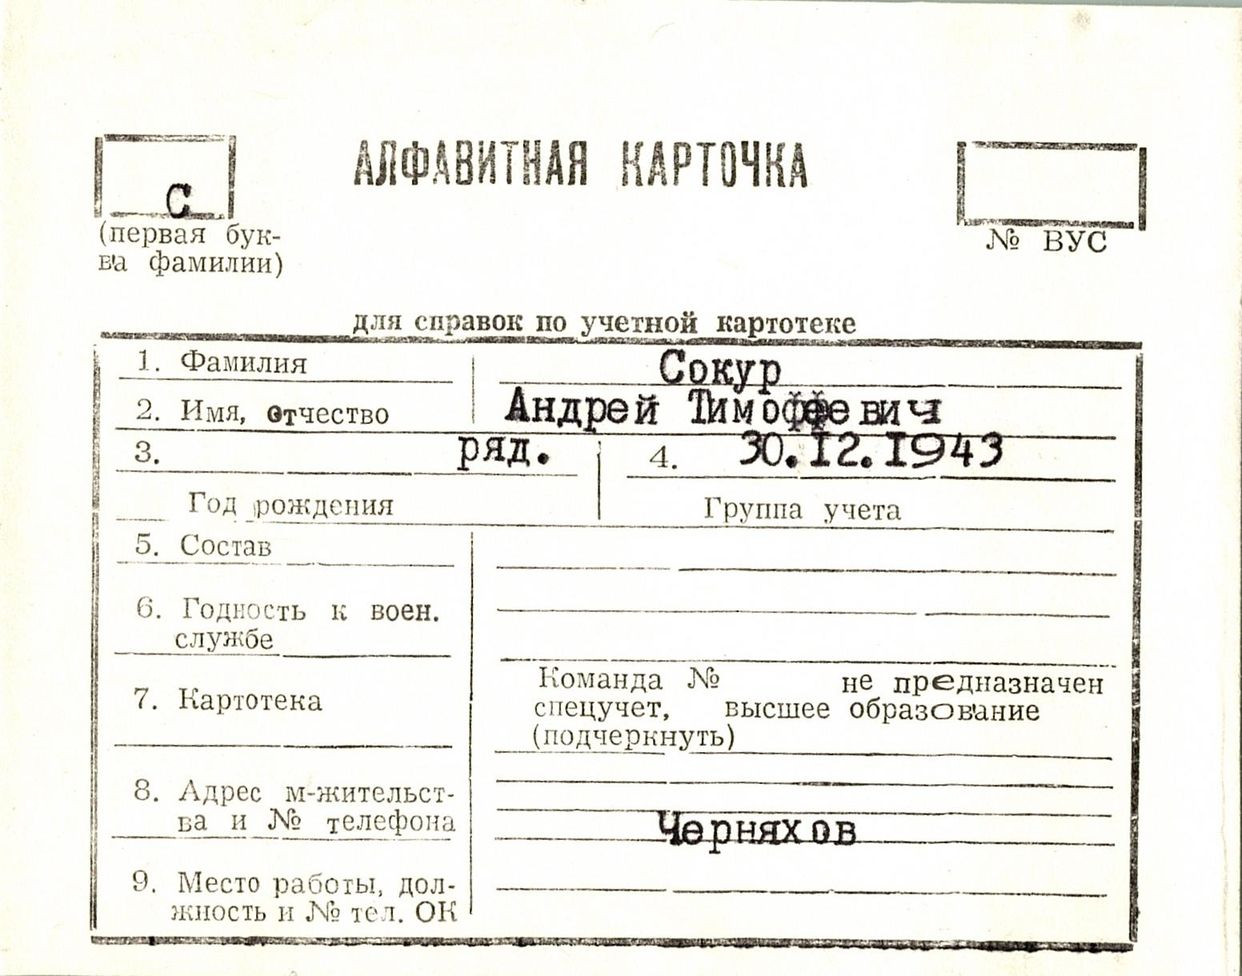 АЛФАВИТНАЯ КАРТОЧКА
С
(первая бук-
ва фамилии)
№ ВУС
для справок по учетной картотеке
1. Фамилия Сокур
2. Имя, отчество Андрей Тимофеевич
3. ряд. 4. 30.12.1943
Год рождения Группа учета
5. Состав
6. Годность к воен.
службе
7. Картотека
Команда № не предназначен
спецучет, высшее образование
(подчеркнуть)
8. Адрес м-жительст-
ва и № телефона Черняхов
9. Место работы, дол-
жность и № тел. ОК